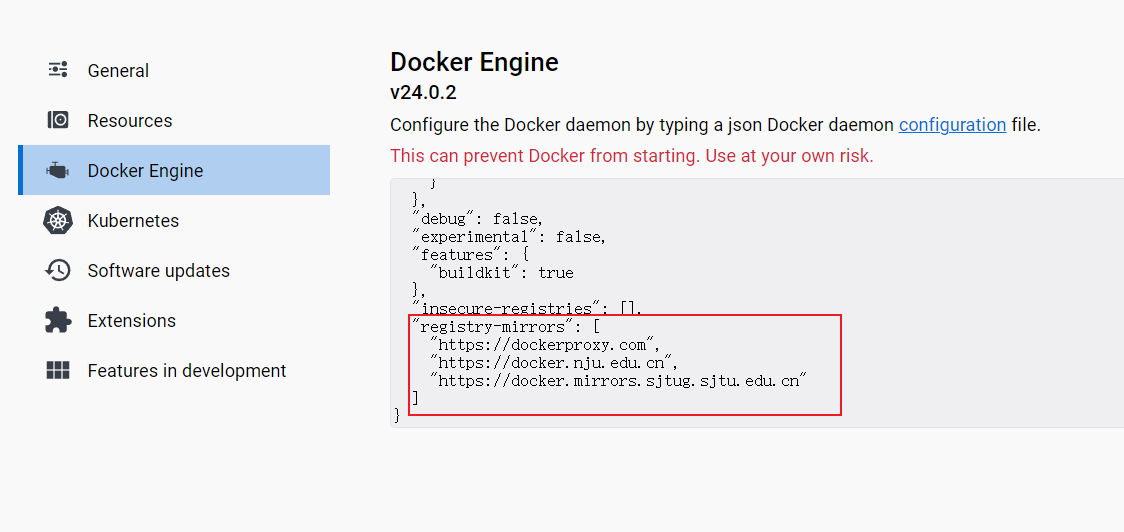 General
Resources
Docker Engine
Kubernetes
Software updates
Extensions
Features in development
Docker Engine
v24.0.2
Configure the Docker daemon by typing a json Docker daemon configuration file.
This can prevent Docker from starting. Use at your own risk.
}
},
"debug": false,
"experimental": false,
"features": {
"buildkit": true
},
"insecure-registries": [],
"registry-mirrors": [
"https://dockerproxy.com",
"https://docker.nju.edu.cn",
"https://docker.mirrors.sjtug.sjtu.edu.cn"
]
}